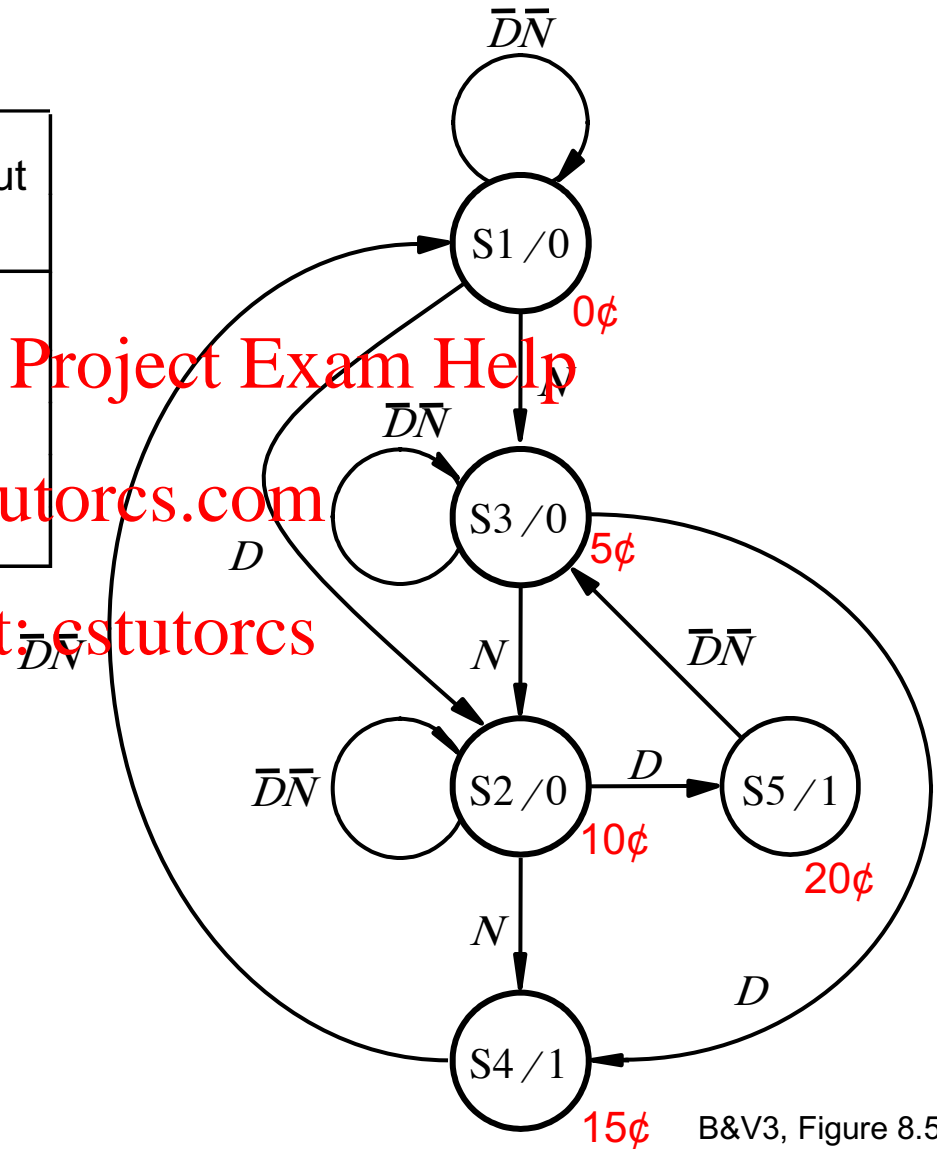 D̅N̅
ut
S1/0
0¢
Project Exam Help
N
D̅N̅
utorcs.com
S3/0
5¢
D
t: cstutorcs
D̅N̅
N
D̅N̅
D̅N̅
S2/0
D
S5/1
10¢
20¢
N
D
S4/1
15¢
B&V3, Figure 8.5